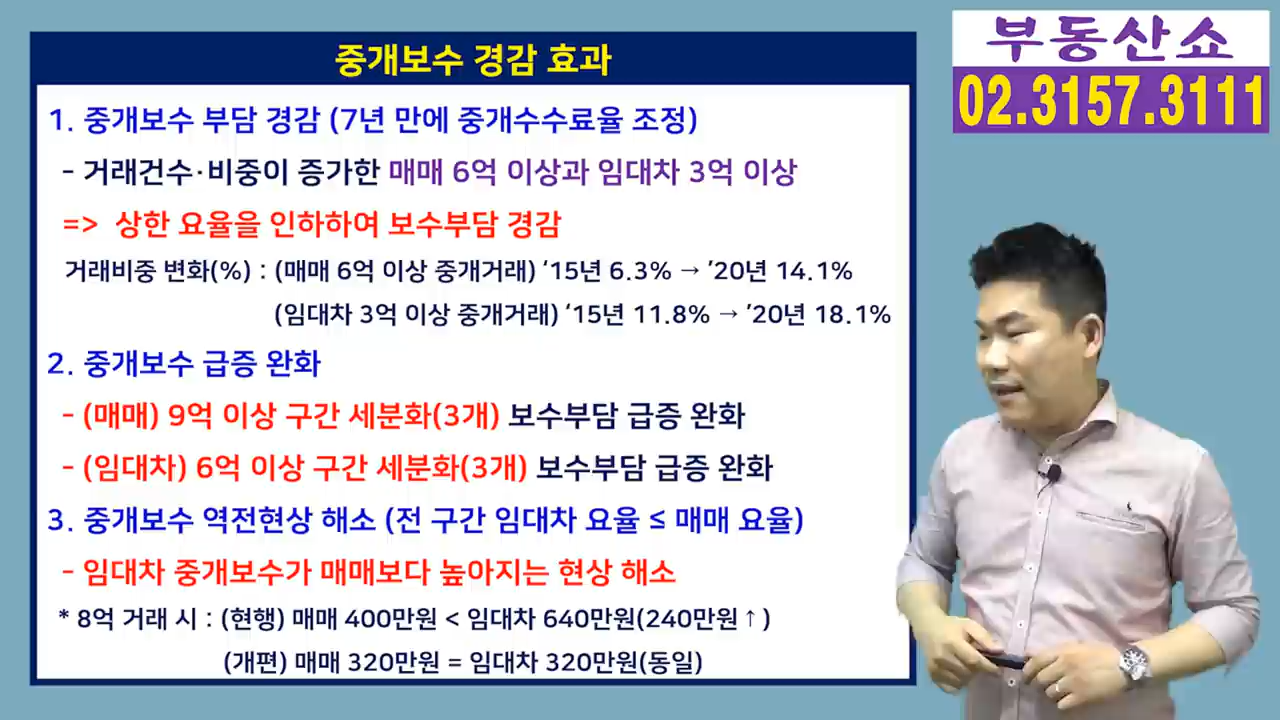 중개보수 경감 효과
부동산쇼
02.3157.3111
1. 중개보수 부담 경감 (7년 만에 중개수수료율 조정)
- 거래건수·비중이 증가한 매매 6억 이상과 임대차 3억 이상
=> 상한 요율을 인하하여 보수부담 경감
거래비중 변화(%) : (매매 6억 이상 중개거래) ‘15년 6.3% → ’20년 14.1%
(임대차 3억 이상 중개거래) ‘15년 11.8% → ’20년 18.1%
2. 중개보수 급증 완화
- (매매) 9억 이상 구간 세분화(3개) 보수부담 급증 완화
- (임대차) 6억 이상 구간 세분화(3개) 보수부담 급증 완화
3. 중개보수 역전현상 해소 (전 구간 임대차 요율 ≤ 매매 요율)
- 임대차 중개보수가 매매보다 높아지는 현상 해소
* 8억 거래 시 : (현행) 매매 400만원 < 임대차 640만원(240만원↑)
(개편) 매매 320만원 = 임대차 320만원(동일)